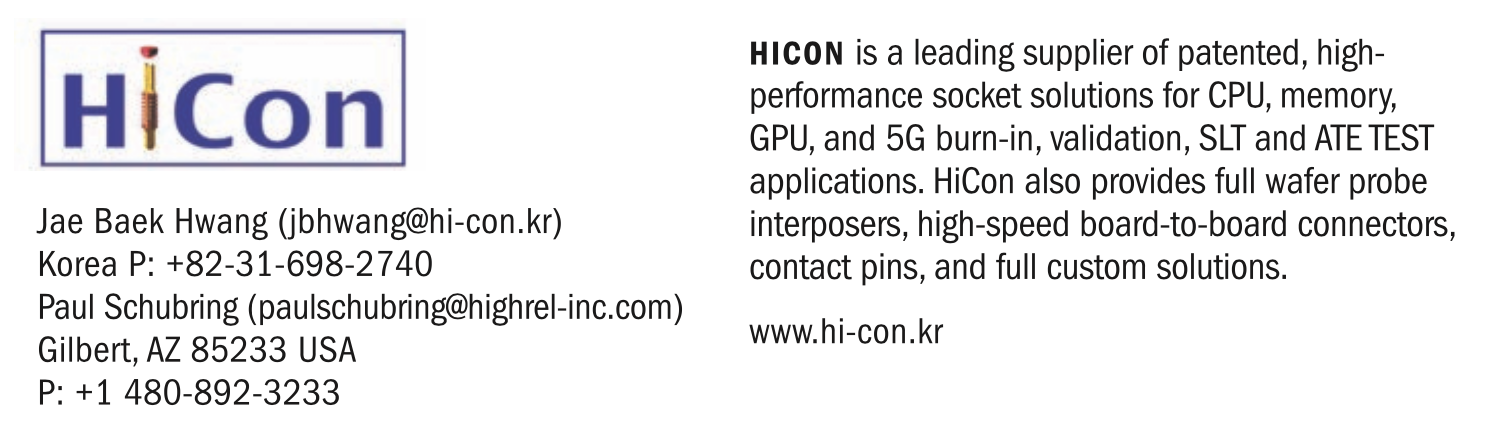 HiCon
Jae Baek Hwang (jbhwang@hi-con.kr)
Korea P: +82-31-698-2740
Paul Schubring (paulschubring@highrel-inc.com)
Gilbert, AZ 85233 USA
P: +1 480-892-3233
HICON is a leading supplier of patented, high-
performance socket solutions for CPU, memory,
GPU, and 5G burn-in, validation, SLT and ATE TEST
applications. HiCon also provides full wafer probe
interposers, high-speed board-to-board connectors,
contact pins, and full custom solutions.
www.hi-con.kr